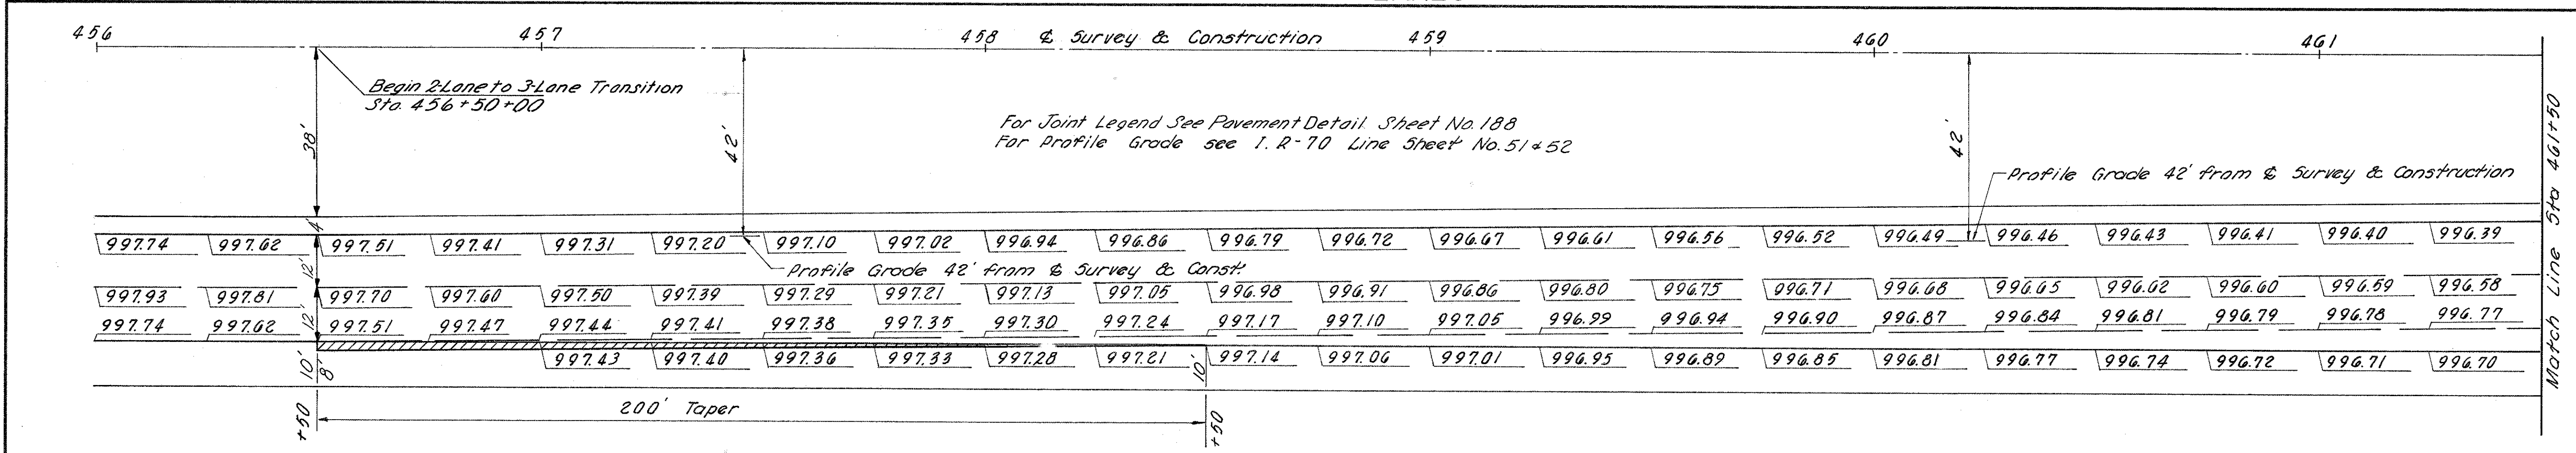 456 457 458 ℄ Survey & Construction 459 460 461
Begin 2-Lane to 3-Lane Transition
Sta. 456+50+00
38'
42'
For Joint Legend See Pavement Detail Sheet No. 188
For Profile Grade see I.R-70 Line Sheet No. 51 & 52
42'
Profile Grade 42' from ℄ Survey & Construction
Match Line Sta 461+50
4'
997.74 997.62 997.51 997.41 997.31 997.20 997.10 997.02 996.94 996.86 996.79 996.72 996.67 996.61 996.56 996.52 996.49 996.46 996.43 996.41 996.40 996.39
12'
Profile Grade 42' from ℄ Survey & Const.
997.93 997.81 997.70 997.60 997.50 997.39 997.29 997.21 997.13 997.05 996.98 996.91 996.86 996.80 996.75 996.71 996.68 996.65 996.62 996.60 996.59 996.58
12'
997.74 997.62 997.51 997.47 997.44 997.41 997.38 997.35 997.30 997.24 997.17 997.10 997.05 996.99 996.94 996.90 996.87 996.84 996.81 996.79 996.78 996.77
10' 8' 997.43 997.40 997.36 997.33 997.28 997.21 10' 997.14 997.06 997.01 996.95 996.89 996.85 996.81 996.77 996.74 996.72 996.71 996.70
+50 200' Taper +50